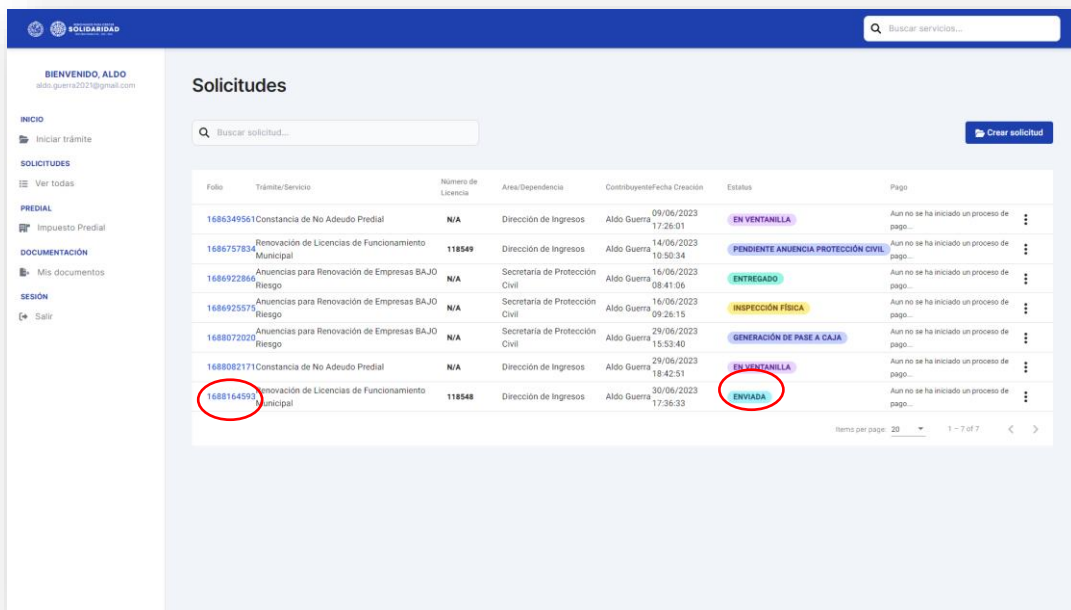 SOLIDARIDAD
Buscar servicios...
BIENVENIDO, ALDO
aldo.guerra2021@gmail.com
INICIO
Iniciar trámite
SOLICITUDES
Ver todas
PREDIAL
Impuesto Predial
DOCUMENTACIÓN
Mis documentos
SESIÓN
Salir
Solicitudes
Buscar solicitud...
Crear solicitud
Folio Trámite/Servicio Número de Licencia Area/Dependencia Contribuyente Fecha Creación Estatus Pago
1686349561 Constancia de No Adeudo Predial N/A Dirección de Ingresos Aldo Guerra 09/06/2023 17:26:01 EN VENTANILLA Aun no se ha iniciado un proceso de pago...
1686757834 Renovación de Licencias de Funcionamiento Municipal 118549 Dirección de Ingresos Aldo Guerra 14/06/2023 10:50:34 PENDIENTE ANUENCIA PROTECCIÓN CIVIL Aun no se ha iniciado un proceso de pago...
1686922866 Anuencias para Renovación de Empresas BAJO Riesgo N/A Secretaría de Protección Civil Aldo Guerra 16/06/2023 08:41:06 ENTREGADO Aun no se ha iniciado un proceso de pago...
1686925575 Anuencias para Renovación de Empresas BAJO Riesgo N/A Secretaría de Protección Civil Aldo Guerra 16/06/2023 09:26:15 INSPECCIÓN FÍSICA Aun no se ha iniciado un proceso de pago...
1688072020 Anuencias para Renovación de Empresas BAJO Riesgo N/A Secretaría de Protección Civil Aldo Guerra 29/06/2023 15:53:40 GENERACIÓN DE PASE A CAJA Aun no se ha iniciado un proceso de pago...
1688082171 Constancia de No Adeudo Predial N/A Dirección de Ingresos Aldo Guerra 29/06/2023 18:42:51 EN VENTANILLA Aun no se ha iniciado un proceso de pago...
1688164593 Renovación de Licencias de Funcionamiento Municipal 118548 Dirección de Ingresos Aldo Guerra 30/06/2023 17:36:33 ENVIADA Aun no se ha iniciado un proceso de pago...
Items per page: 20 1 – 7 of 7